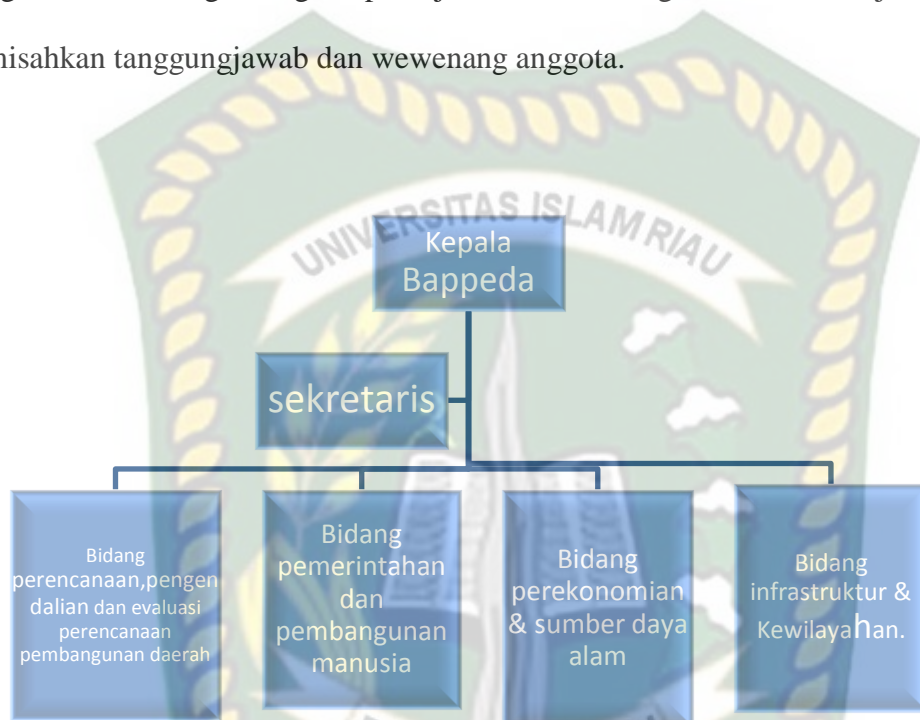 tanggungjawab dan wewenang anggota.
UNIVERSITAS ISLAM RIAU
Kepala
Bappeda
sekretaris
Bidang
perencanaan,pengen
dalian dan evaluasi
perencanaan
pembangunan daerah
Bidang
pemerintahan
dan
pembangunan
manusia
Bidang
perekonomian
& sumber daya
alam
Bidang
infrastruktur &
Kewilayahan.